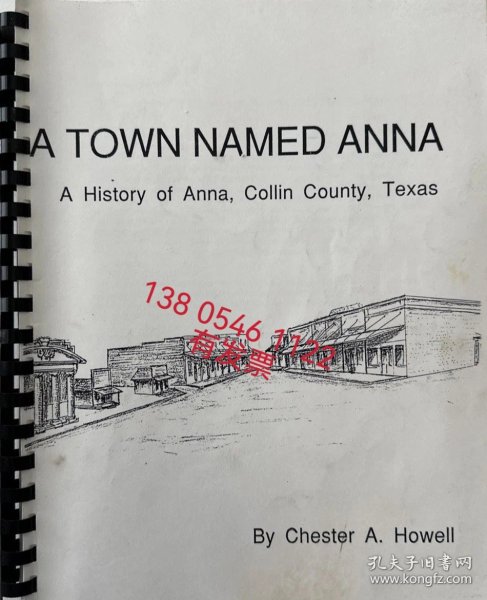 A TOWN NAMED ANNA
A History of Anna, Collin County, Texas
138 0546 1122
有发票
By Chester A. Howell
孔夫子旧书网
www.kongfz.com